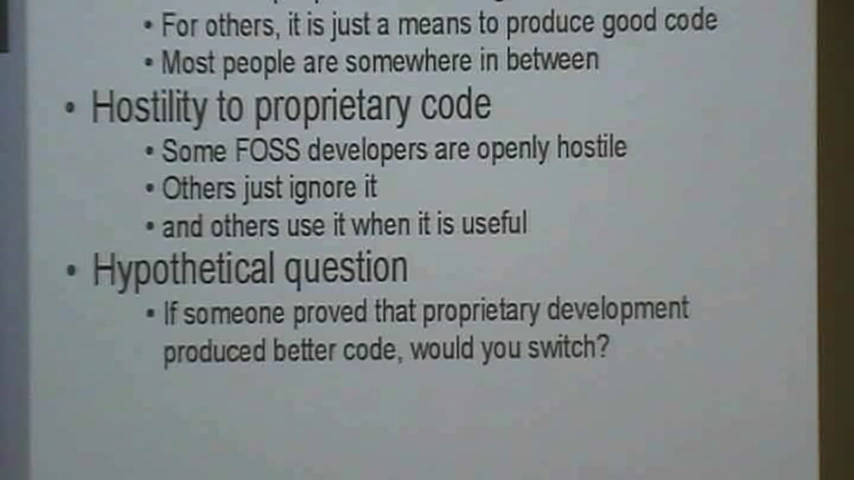 • For others, it is just a means to produce good code
• Most people are somewhere in between
• Hostility to proprietary code
• Some FOSS developers are openly hostile
• Others just ignore it
• and others use it when it is useful
• Hypothetical question
• If someone proved that proprietary development
produced better code, would you switch?